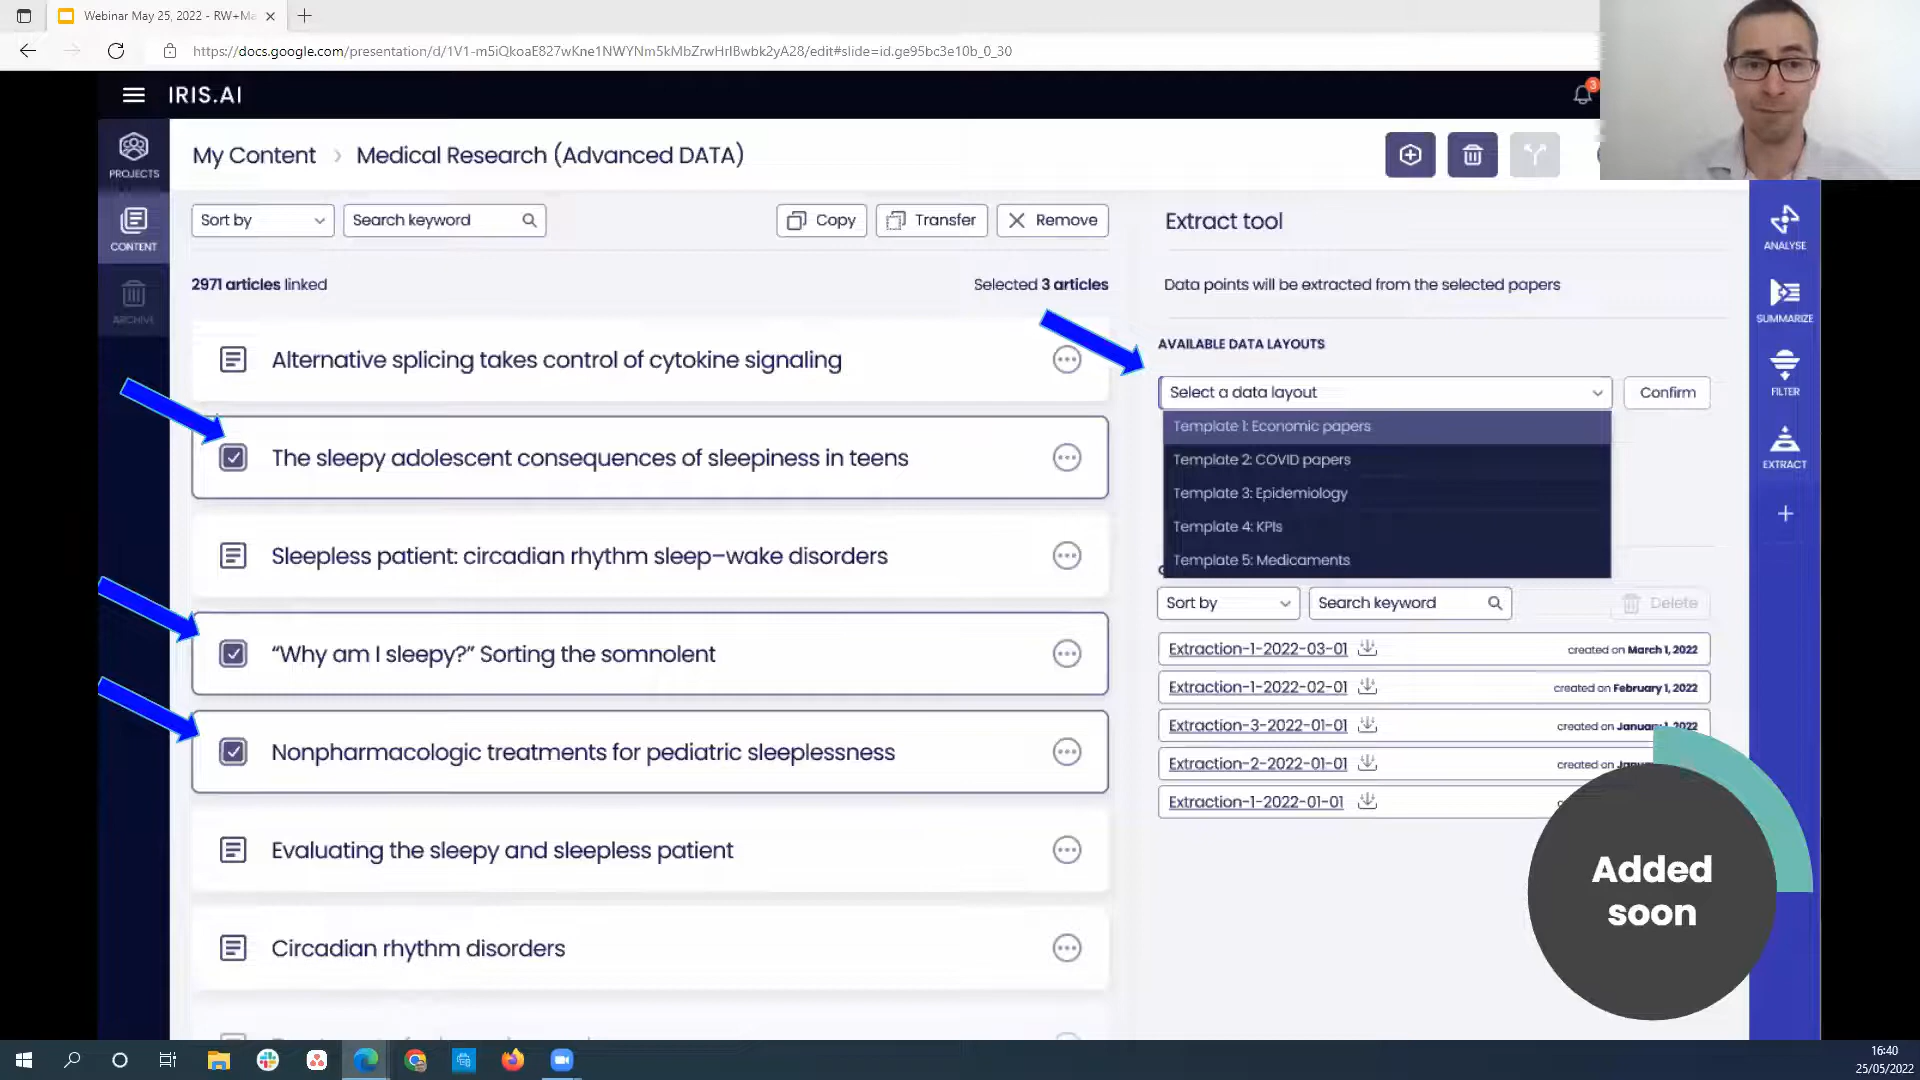 Webinar May 25, 2022 - RW+Ma
https://docs.google.com/presentation/d/1V1-m5iQkoaE827wKne1NWYNm5kMbZrwHrIBwbk2yA28/edit#slide=id.ge95bc3e10b_0_30
IRIS.AI
3
PROJECTS
CONTENT
ARCHIVE
My Content › Medical Research (Advanced DATA)
Sort by
Search keyword
Copy
Transfer
Remove
2971 articles linked
Selected 3 articles
Alternative splicing takes control of cytokine signaling
The sleepy adolescent consequences of sleepiness in teens
Sleepless patient: circadian rhythm sleep–wake disorders
“Why am I sleepy?” Sorting the somnolent
Nonpharmacologic treatments for pediatric sleeplessness
Evaluating the sleepy and sleepless patient
Circadian rhythm disorders
Extract tool
Data points will be extracted from the selected papers
AVAILABLE DATA LAYOUTS
Select a data layout
Confirm
Template 1: Economic papers
Template 2: COVID papers
Template 3: Epidemiology
Template 4: KPIs
Template 5: Medicaments
Sort by
Search keyword
Delete
Extraction-1-2022-03-01 created on March 1, 2022
Extraction-1-2022-02-01 created on February 1, 2022
Extraction-3-2022-01-01 created on January 1, 2022
Extraction-2-2022-01-01 created on
Extraction-1-2022-01-01
Added
soon
ANALYSE
SUMMARIZE
FILTER
EXTRACT
16:40
25/05/2022